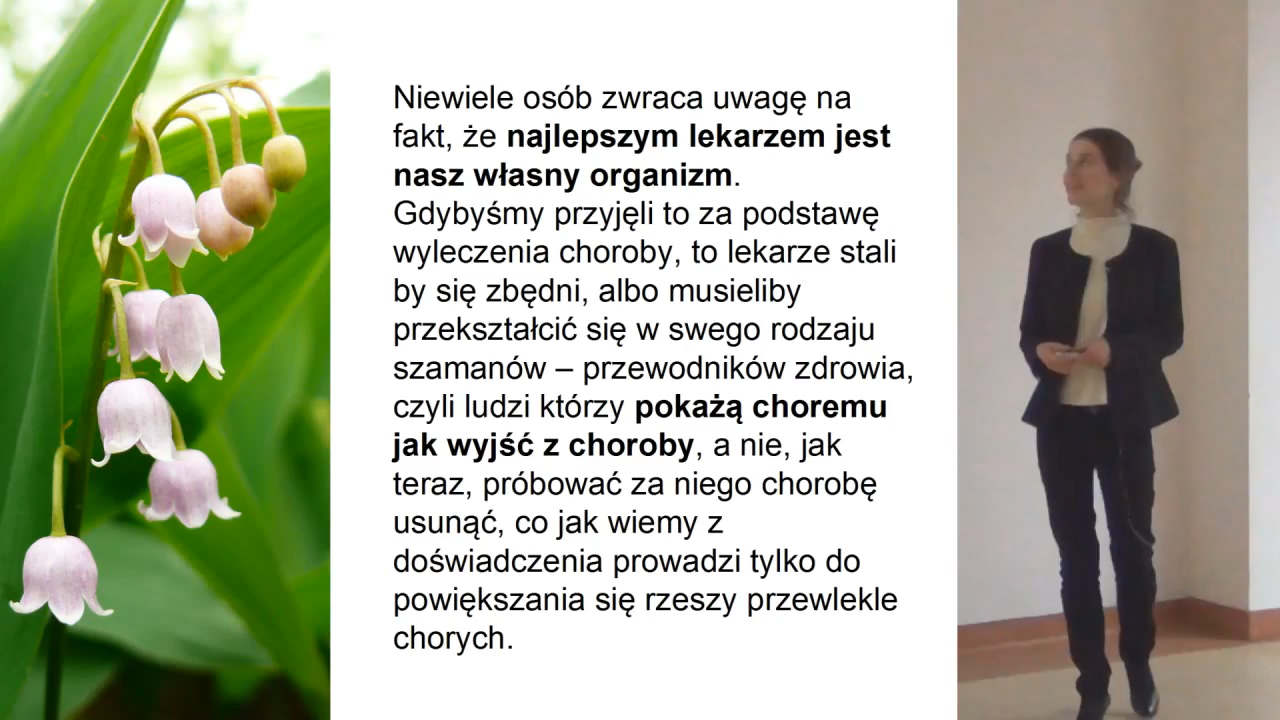 Niewiele osób zwraca uwagę na
fakt, że najlepszym lekarzem jest
nasz własny organizm.
Gdybyśmy przyjęli to za podstawę
wyleczenia choroby, to lekarze stali
by się zbędni, albo musieliby
przekształcić się w swego rodzaju
szamanów – przewodników zdrowia,
czyli ludzi którzy pokażą choremu
jak wyjść z choroby, a nie, jak
teraz, próbować za niego chorobę
usunąć, co jak wiemy z
doświadczenia prowadzi tylko do
powiększania się rzeszy przewlekle
chorych.